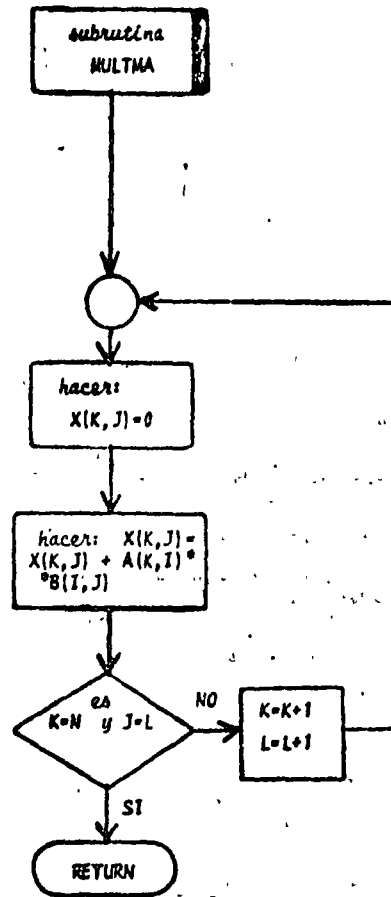 subrutina
MULTMA
hacer:
X(K,J)=0
hacer: X(K,J)=
X(K,J) + A(K,I)*
*B(I,J)
es
K=N y J=L
NO
K=K+1
L=L+1
SI
RETURN